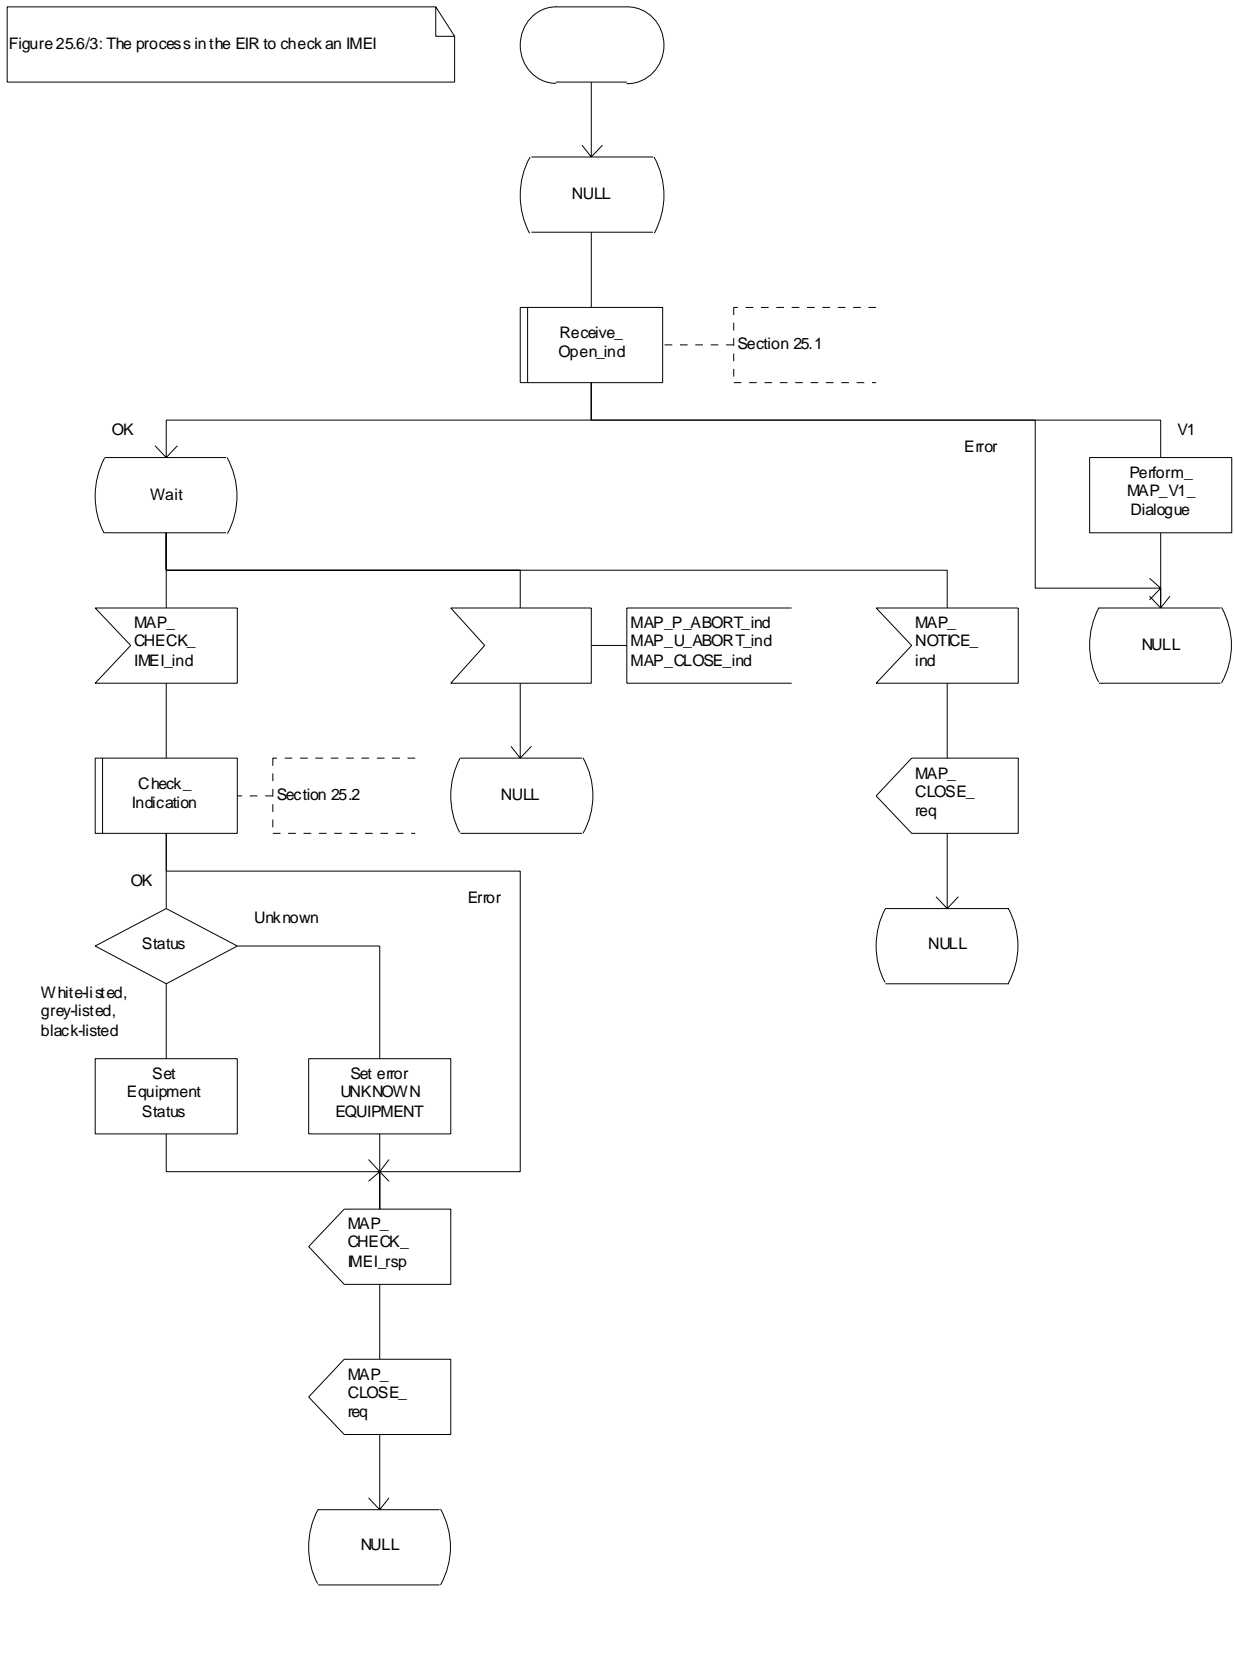 Figure 25.6/3: The process in the EIR to check an IMEI
NULL
Receive_
Open_ind
Section 25.1
OK
Error
V1
Wait
Perform_
MAP_V1_
Dialogue
MAP_
CHECK_
IMEI_ind
MAP_P_ABORT_ind
MAP_U_ABORT_ind
MAP_CLOSE_ind
MAP_
NOTICE_
ind
NULL
Check_
Indication
Section 25.2
NULL
MAP_
CLOSE_
req
OK
Error
Unknown
Status
NULL
White-listed,
grey-listed,
black-listed
Set
Equipment
Status
Set error
UNKNOWN
EQUIPMENT
MAP_
CHECK_
IMEI_rsp
MAP_
CLOSE_
req
NULL